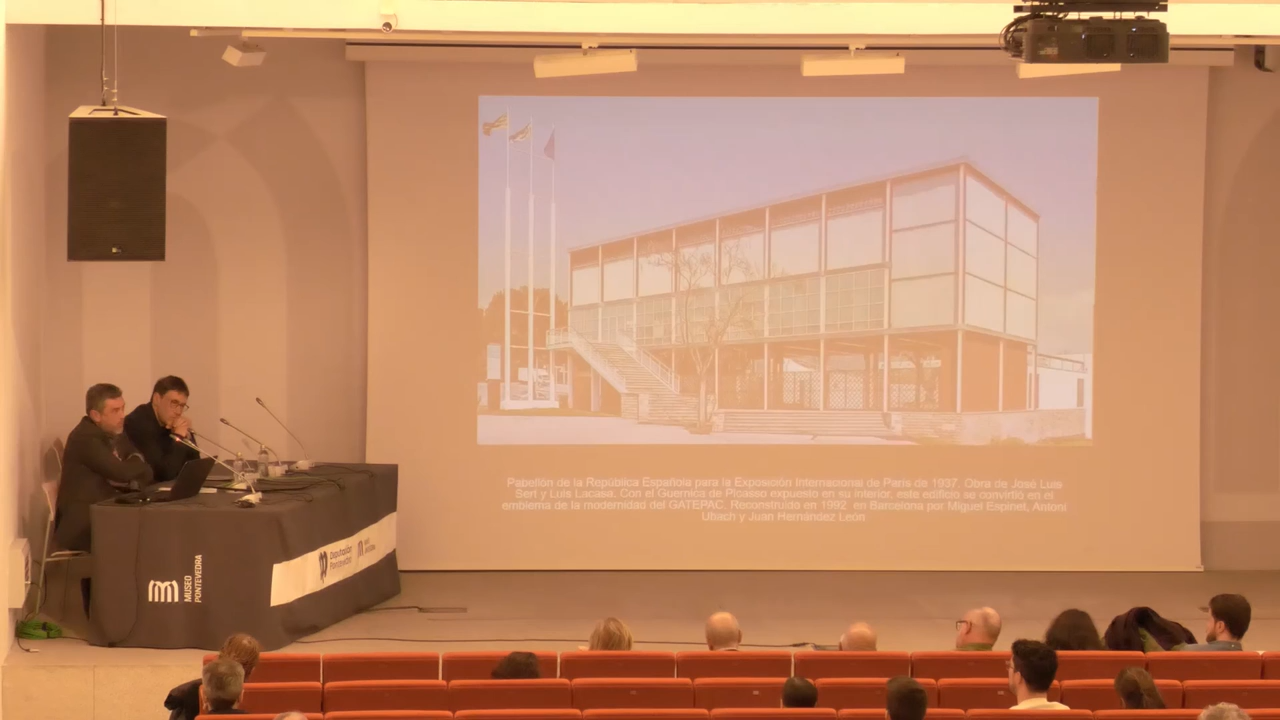 Pabellón de la República Española para la Exposición Internacional de París de 1937. Obra de José Luis
Sert y Luis Lacasa. Con el Guernica de Picasso expuesto en su interior, este edificio se convirtió en el
emblema de la modernidad del GATEPAC. Reconstruido en 1992 en Barcelona por Miguel Espinet, Antoni
Ubach y Juan Hernández León
MUSEO
PONTEVEDRA
Deputación
Pontevedra